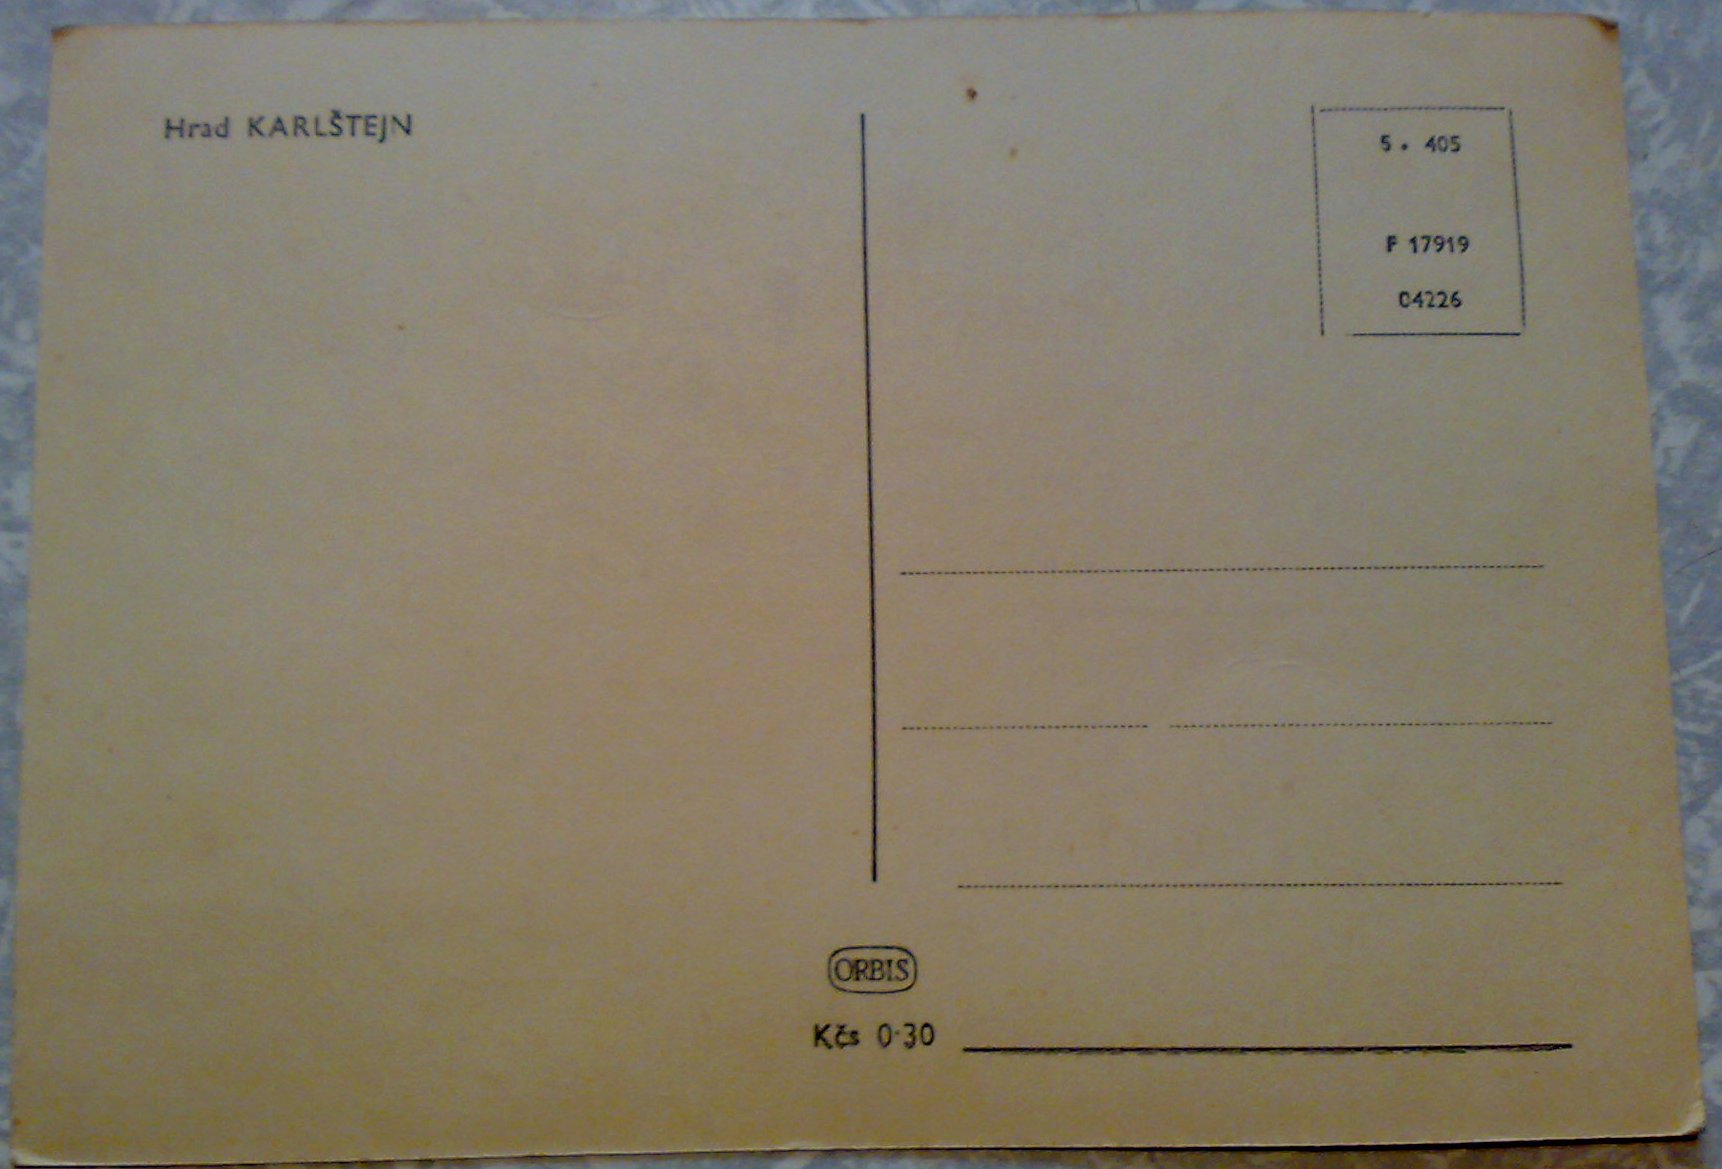 Hrad KARLŠTEJN
5. 405
F 17919
04226
ORBIS
Kčs 0·30